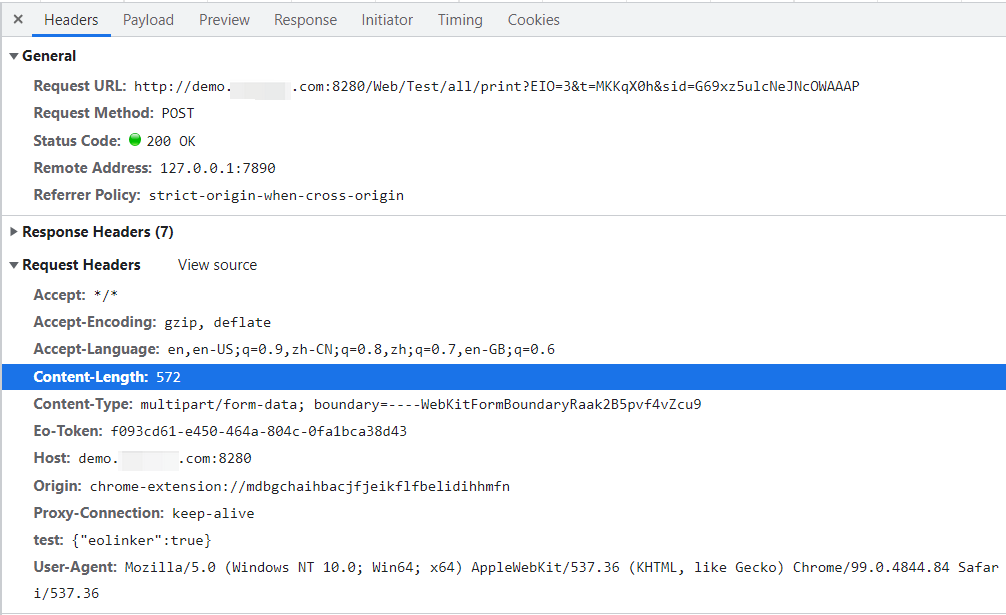 × Headers Payload Preview Response Initiator Timing Cookies
General
Request URL: http://demo. .com:8280/Web/Test/all/print?EIO=3&t=MKKqX0h&sid=G69xz5ulcNeJNcOWAAAP
Request Method: POST
Status Code: 200 OK
Remote Address: 127.0.0.1:7890
Referrer Policy: strict-origin-when-cross-origin
Response Headers (7)
Request Headers View source
Accept: */*
Accept-Encoding: gzip, deflate
Accept-Language: en,en-US;q=0.9,zh-CN;q=0.8,zh;q=0.7,en-GB;q=0.6
Content-Length: 572
Content-Type: multipart/form-data; boundary=----WebKitFormBoundaryRaak2B5pvf4vZcu9
Eo-Token: f093cd61-e450-464a-804c-0fa1bca38d43
Host: demo. .com:8280
Origin: chrome-extension://mdbgchaihbacjfjeikflfbelidihhmfn
Proxy-Connection: keep-alive
test: {"eolinker":true}
User-Agent: Mozilla/5.0 (Windows NT 10.0; Win64; x64) AppleWebKit/537.36 (KHTML, like Gecko) Chrome/99.0.4844.84 Safar
i/537.36